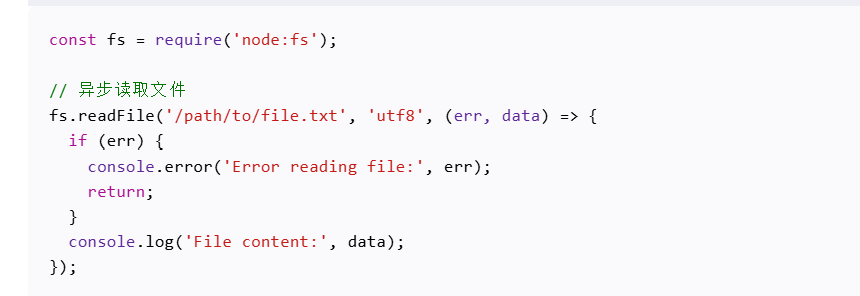 const fs = require('node:fs');
// 异步读取文件
fs.readFile('/path/to/file.txt', 'utf8', (err, data) => {
  if (err) {
    console.error('Error reading file:', err);
    return;
  }
  console.log('File content:', data);
});